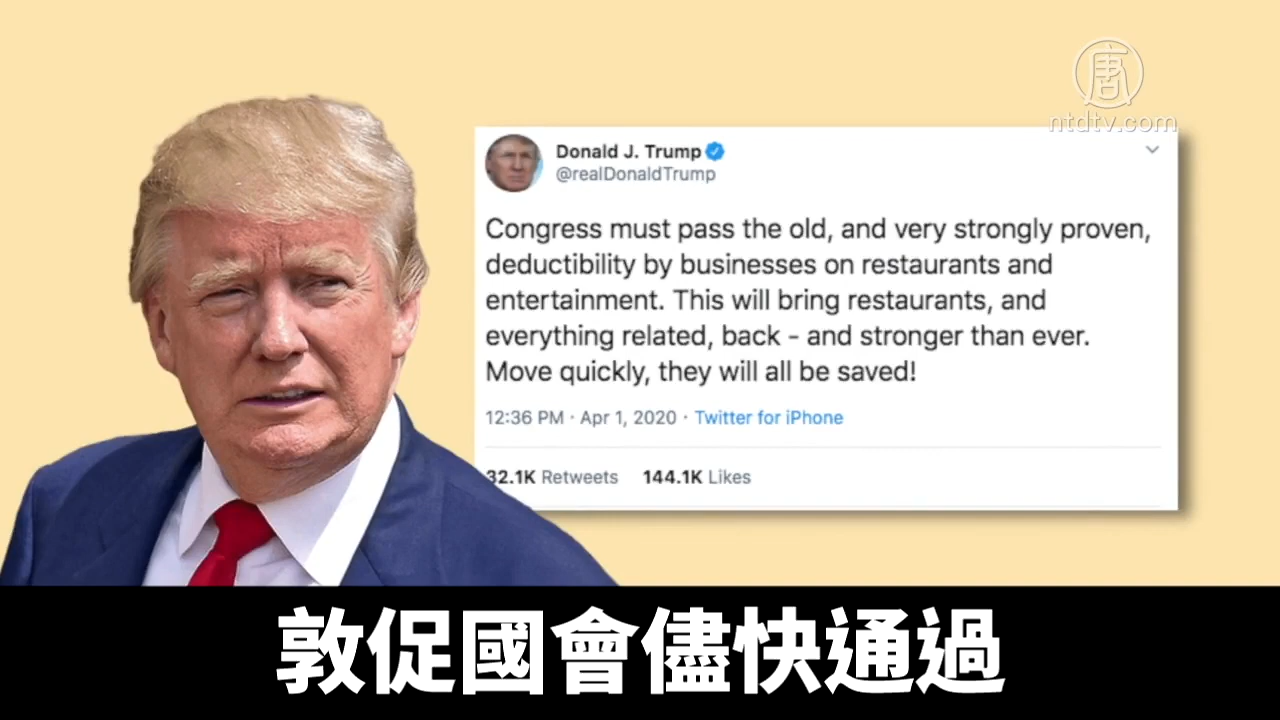 唐
ntdtv.com
Donald J. Trump
@realDonaldTrump
Congress must pass the old, and very strongly proven,
deductibility by businesses on restaurants and
entertainment. This will bring restaurants, and
everything related, back - and stronger than ever.
Move quickly, they will all be saved!
12:36 PM · Apr 1, 2020 · Twitter for iPhone
32.1K Retweets 144.1K Likes
敦促國會儘快通過